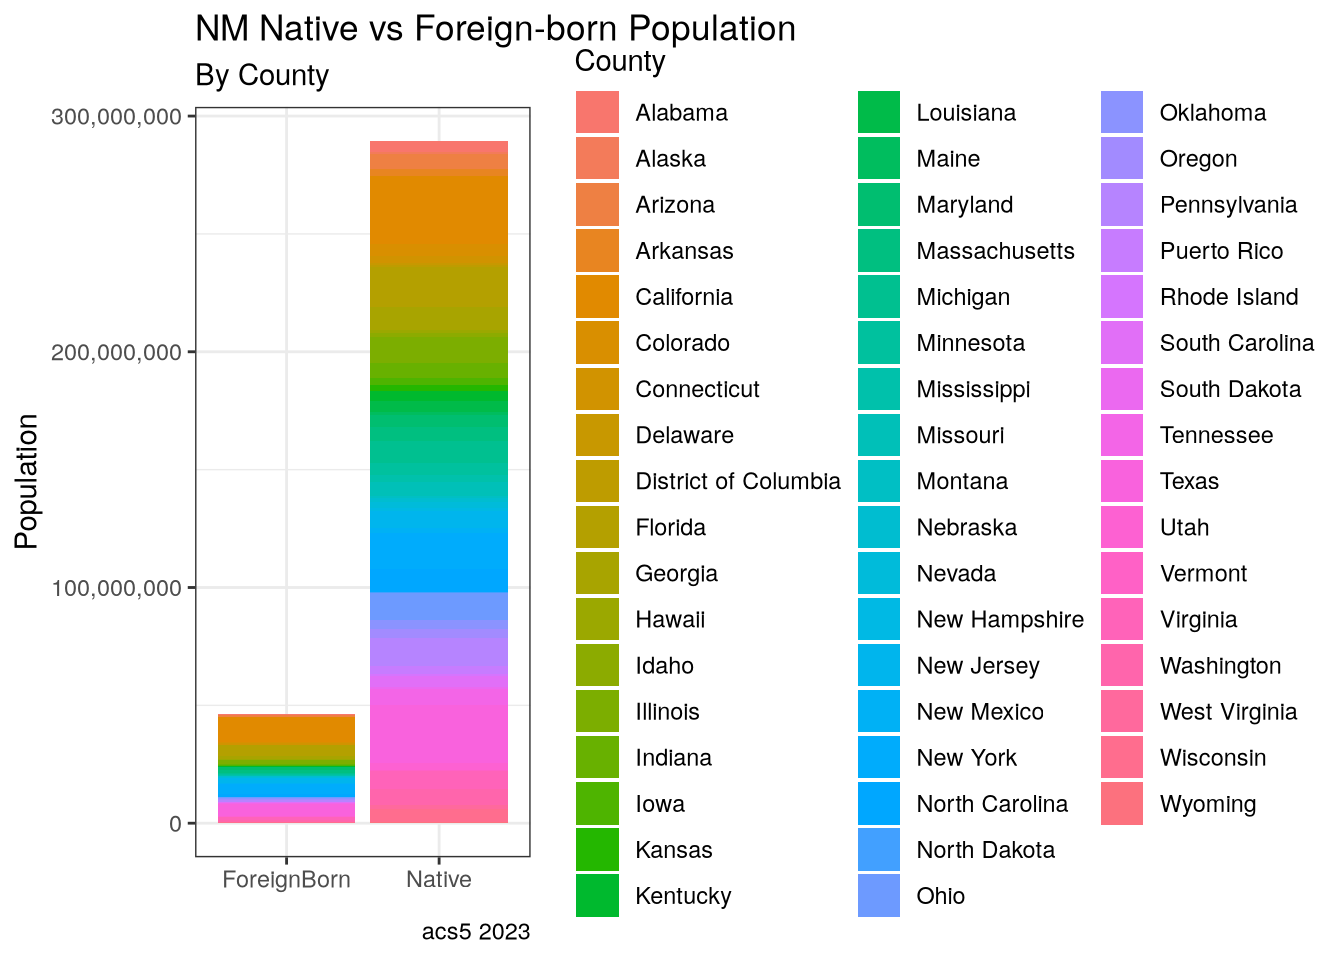 NM Native vs Foreign-born Population
By County
County
300,000,000
200,000,000
100,000,000
0
Population
ForeignBorn
Native
acs5 2023
Alabama
Alaska
Arizona
Arkansas
California
Colorado
Connecticut
Delaware
District of Columbia
Florida
Georgia
Hawaii
Idaho
Illinois
Indiana
Iowa
Kansas
Kentucky
Louisiana
Maine
Maryland
Massachusetts
Michigan
Minnesota
Mississippi
Missouri
Montana
Nebraska
Nevada
New Hampshire
New Jersey
New Mexico
New York
North Carolina
North Dakota
Ohio
Oklahoma
Oregon
Pennsylvania
Puerto Rico
Rhode Island
South Carolina
South Dakota
Tennessee
Texas
Utah
Vermont
Virginia
Washington
West Virginia
Wisconsin
Wyoming